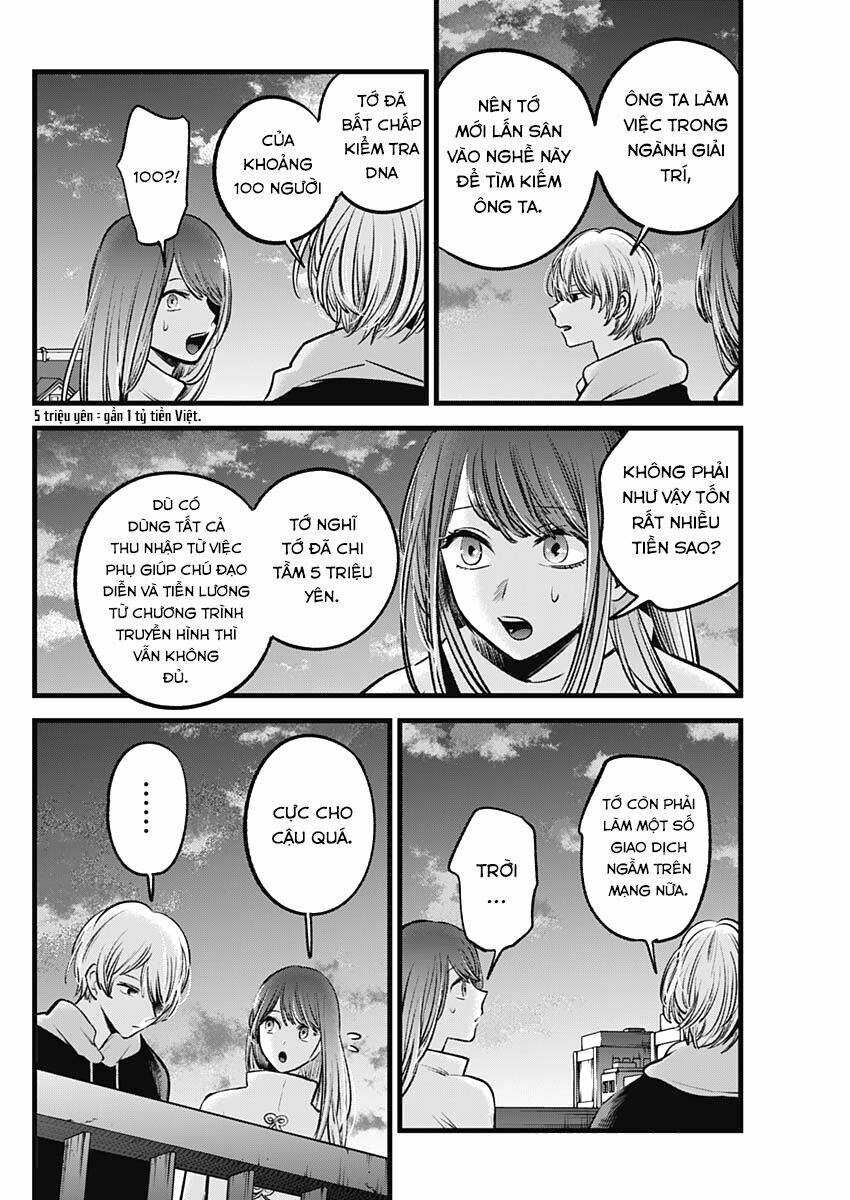 ÔNG TA LÀM
VIỆC TRONG
NGÀNH GIẢI
TRÍ,
NÊN TỚ
MỚI LẤN SÂN
VÀO NGHỀ NÀY
ĐỂ TÌM KIẾM
ÔNG TA.
TỚ ĐÃ
BẤT CHẤP
KIỂM TRA
DNA
CỦA
KHOẢNG
100 NGƯỜI
100?!
5 triệu yên : gần 1 tỷ tiền Việt.
KHÔNG PHẢI
NHƯ VẬY TỐN
RẤT NHIỀU
TIỀN SAO?
TỚ NGHĨ
TỚ ĐÃ CHI
TẦM 5 TRIỆU
YÊN.
DÙ CÓ
DÙNG TẤT CẢ
THU NHẬP TỪ VIỆC
PHỤ GIÚP CHÚ ĐẠO
DIỄN VÀ TIỀN LƯƠNG
TỪ CHƯƠNG TRÌNH
TRUYỀN HÌNH THÌ
VẪN KHÔNG
ĐỦ.
TỚ CÒN PHẢI
LÀM MỘT SỐ
GIAO DỊCH
NGẦM TRÊN
MẠNG NỮA.
TRỜI
...
CỰC CHO
CẬU QUÁ.
......